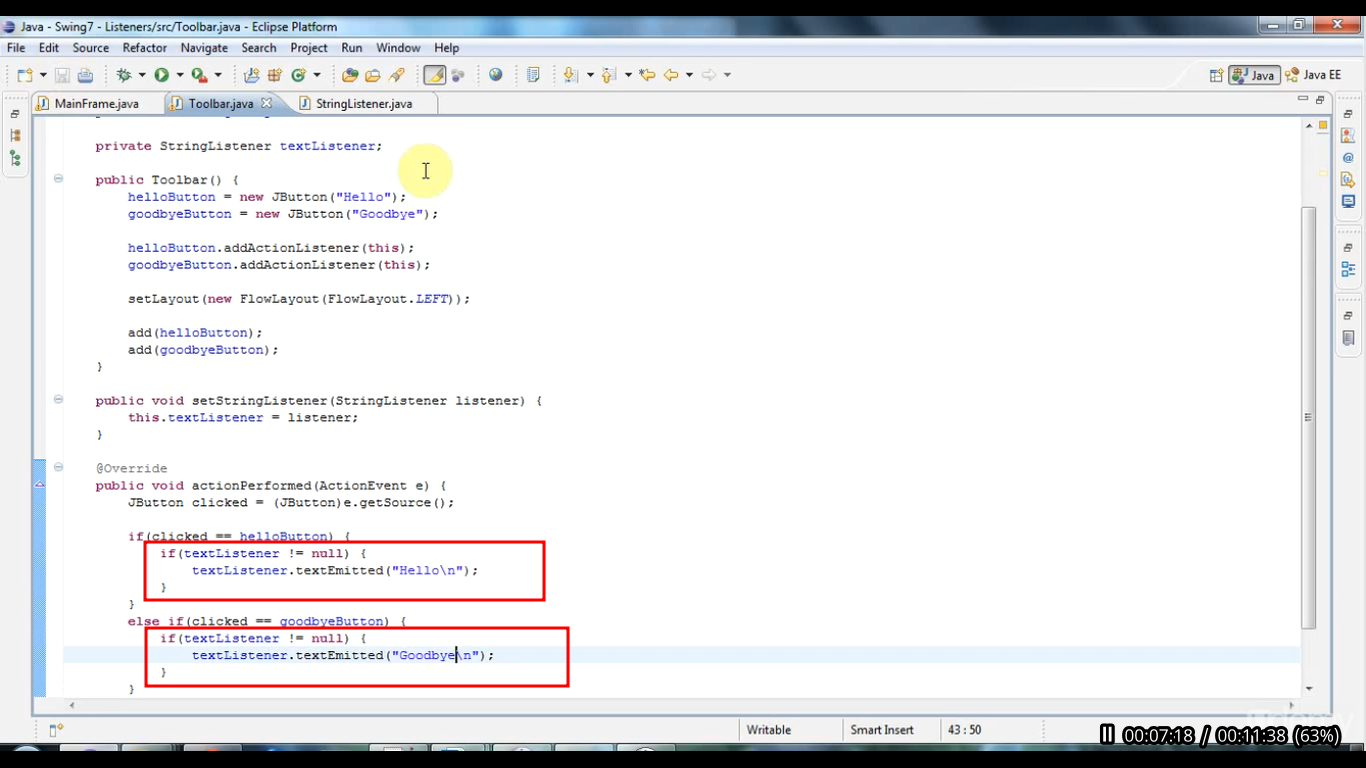 Java - Swing7 - Listeners/src/Toolbar.java - Eclipse Platform
File Edit Source Refactor Navigate Search Project Run Window Help
Java Java EE
MainFrame.java Toolbar.java StringListener.java
private StringListener textListener;
public Toolbar() {
helloButton = new JButton("Hello");
goodbyeButton = new JButton("Goodbye");
helloButton.addActionListener(this);
goodbyeButton.addActionListener(this);
setLayout(new FlowLayout(FlowLayout.LEFT));
add(helloButton);
add(goodbyeButton);
}
public void setStringListener(StringListener listener) {
this.textListener = listener;
}
@Override
public void actionPerformed(ActionEvent e) {
JButton clicked = (JButton)e.getSource();
if(clicked == helloButton) {
if(textListener != null) {
textListener.textEmitted("Hello\n");
}
}
else if(clicked == goodbyeButton) {
if(textListener != null) {
textListener.textEmitted("Goodbye\n");
}
}
Writable Smart Insert 43 : 50
00:07:18 / 00:11:38 (63%)